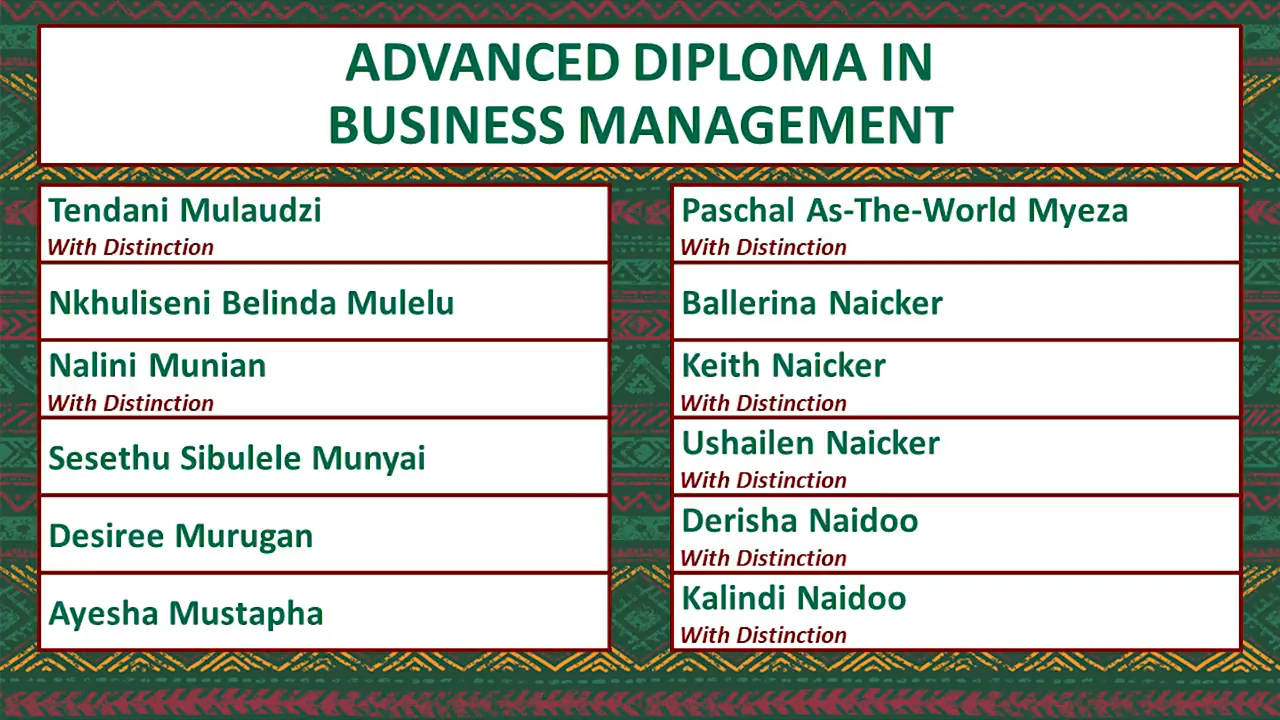 ADVANCED DIPLOMA IN
BUSINESS MANAGEMENT
Tendani Mulaudzi
With Distinction
Nkhuliseni Belinda Mulelu
Nalini Munian
With Distinction
Sesethu Sibulele Munyai
Desiree Murugan
Ayesha Mustapha
Paschal As-The-World Myeza
With Distinction
Ballerina Naicker
Keith Naicker
With Distinction
Ushailen Naicker
With Distinction
Derisha Naidoo
With Distinction
Kalindi Naidoo
With Distinction